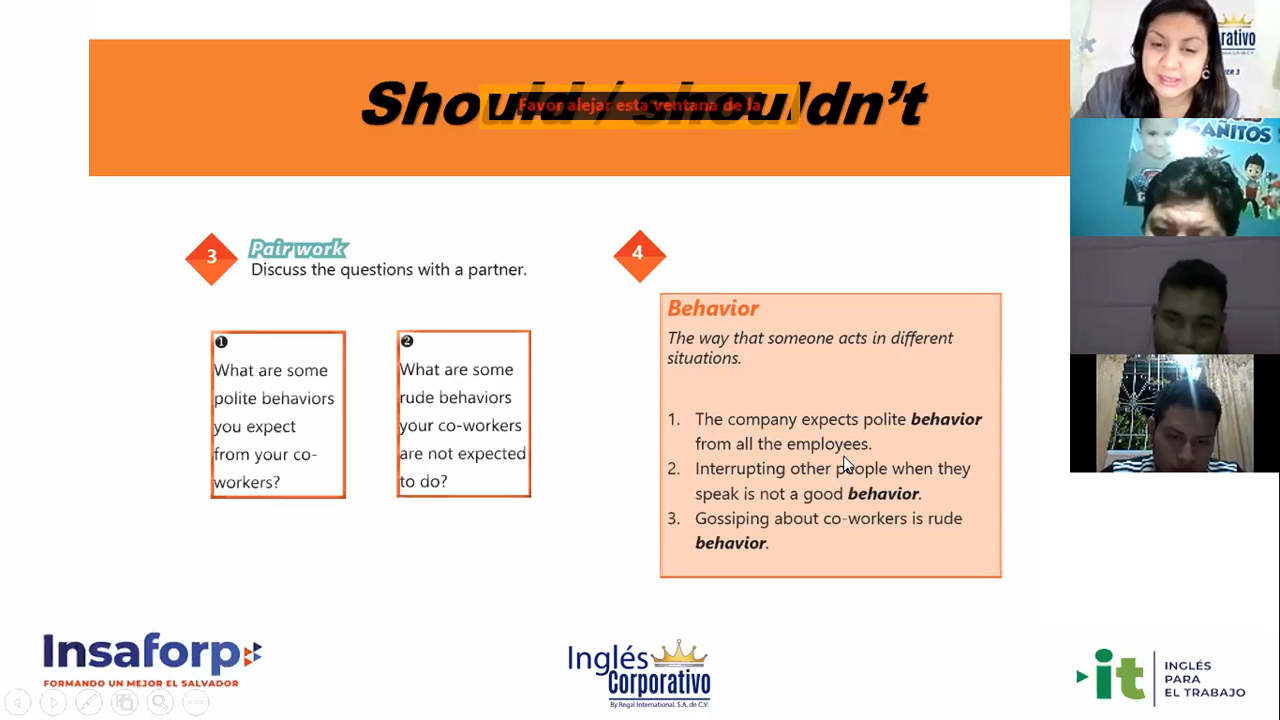 Should / shouldn't
Favor alejar esta ventana de la
3
Pair work
Discuss the questions with a partner.
❶
What are some
polite behaviors
you expect
from your co-
workers?
❷
What are some
rude behaviors
your co-workers
are not expected
to do?
4
Behavior
The way that someone acts in different
situations.
1. The company expects polite behavior
from all the employees.
2. Interrupting other people when they
speak is not a good behavior.
3. Gossiping about co-workers is rude
behavior.
Insaforp
FORMANDO UN MEJOR EL SALVADOR
Inglés
Corporativo
By Regal International, S.A. de C.V.
it
INGLÉS
PARA
EL TRABAJO